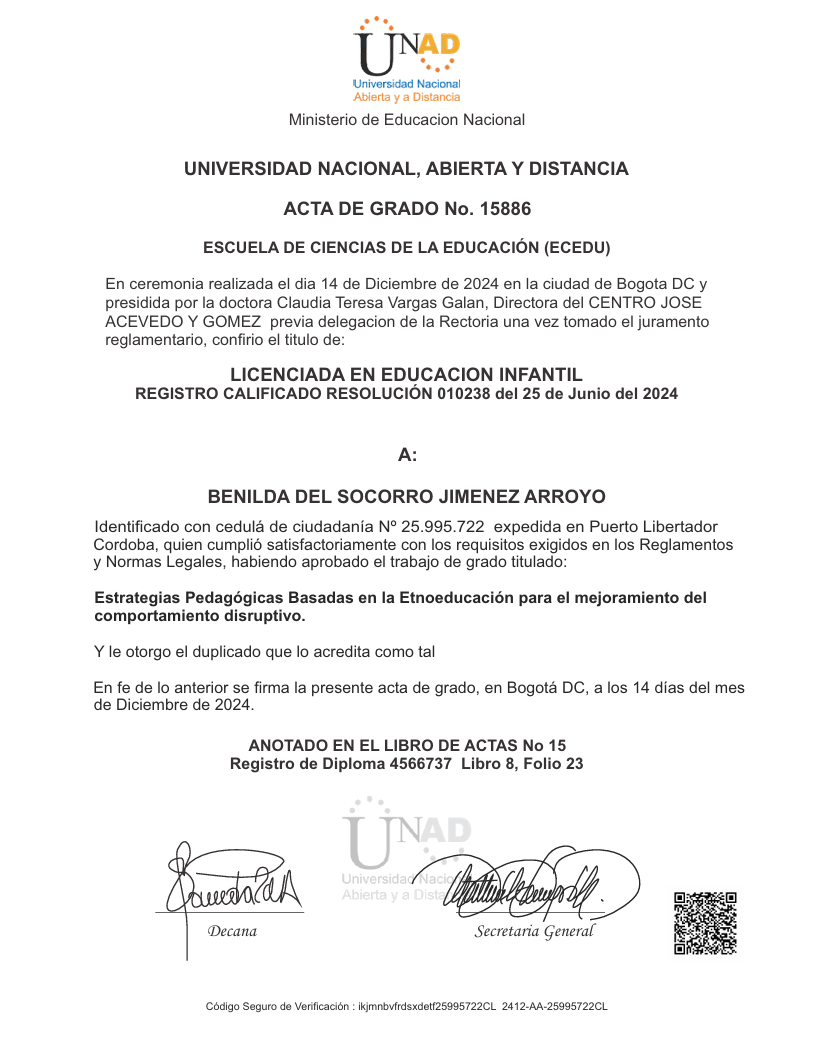 UNAD
Universidad Nacional
Abierta y a Distancia
Ministerio de Educacion Nacional
UNIVERSIDAD NACIONAL, ABIERTA Y DISTANCIA
ACTA DE GRADO No. 15886
ESCUELA DE CIENCIAS DE LA EDUCACIÓN (ECEDU)
En ceremonia realizada el dia 14 de Diciembre de 2024 en la ciudad de Bogota DC y
presidida por la doctora Claudia Teresa Vargas Galan, Directora del CENTRO JOSE
ACEVEDO Y GOMEZ previa delegacion de la Rectoria una vez tomado el juramento
reglamentario, confirio el titulo de:
LICENCIADA EN EDUCACION INFANTIL
REGISTRO CALIFICADO RESOLUCIÓN 010238 del 25 de Junio del 2024
A:
BENILDA DEL SOCORRO JIMENEZ ARROYO
Identificado con cedulá de ciudadanía Nº 25.995.722 expedida en Puerto Libertador
Cordoba, quien cumplió satisfactoriamente con los requisitos exigidos en los Reglamentos
y Normas Legales, habiendo aprobado el trabajo de grado titulado:
Estrategias Pedagógicas Basadas en la Etnoeducación para el mejoramiento del
comportamiento disruptivo.
Y le otorgo el duplicado que lo acredita como tal
En fe de lo anterior se firma la presente acta de grado, en Bogotá DC, a los 14 días del mes
de Diciembre de 2024.
ANOTADO EN EL LIBRO DE ACTAS No 15
Registro de Diploma 4566737 Libro 8, Folio 23
UNAD
Universidad Nacional
Abierta y a
Decana
Secretaria General
Código Seguro de Verificación : ikjmnbvfrdsxdetf25995722CL 2412-AA-25995722CL